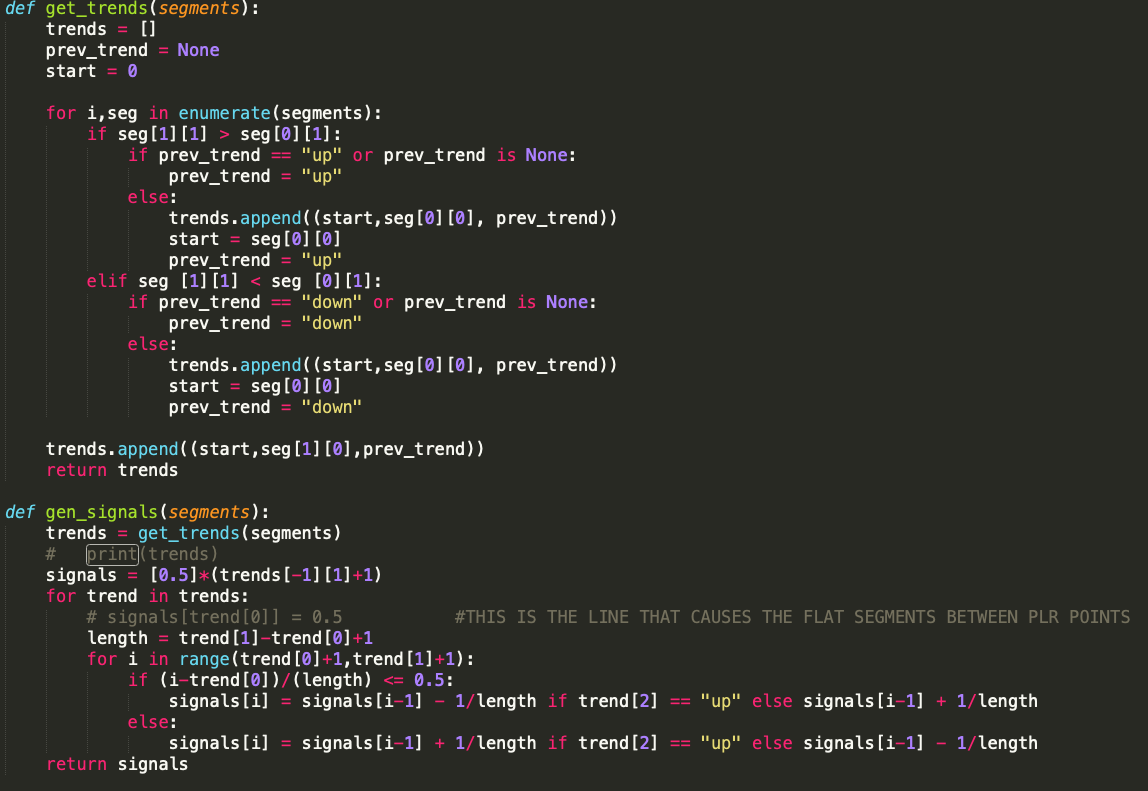 def get_trends(segments):
    trends = []
    prev_trend = None
    start = 0

    for i,seg in enumerate(segments):
        if seg[1][1] > seg[0][1]:
            if prev_trend == "up" or prev_trend is None:
                prev_trend = "up"
            else:
                trends.append((start,seg[0][0], prev_trend))
                start = seg[0][0]
                prev_trend = "up"
        elif seg [1][1] < seg [0][1]:
            if prev_trend == "down" or prev_trend is None:
                prev_trend = "down"
            else:
                trends.append((start,seg[0][0], prev_trend))
                start = seg[0][0]
                prev_trend = "down"

    trends.append((start,seg[1][0],prev_trend))
    return trends

def gen_signals(segments):
    trends = get_trends(segments)
    #   print(trends)
    signals = [0.5]*(trends[-1][1]+1)
    for trend in trends:
        # signals[trend[0]] = 0.5           #THIS IS THE LINE THAT CAUSES THE FLAT SEGMENTS BETWEEN PLR POINTS
        length = trend[1]-trend[0]+1
        for i in range(trend[0]+1,trend[1]+1):
            if (i-trend[0])/(length) <= 0.5:
                signals[i] = signals[i-1] - 1/length if trend[2] == "up" else signals[i-1] + 1/length
            else:
                signals[i] = signals[i-1] + 1/length if trend[2] == "up" else signals[i-1] - 1/length
    return signals